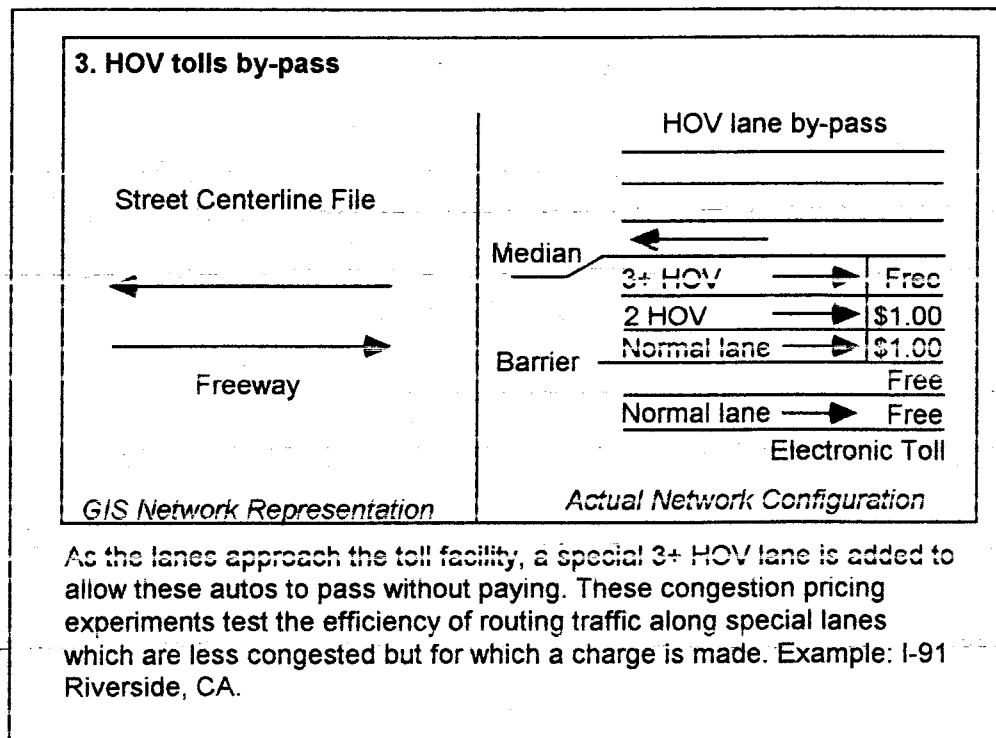 3. HOV tolls by-pass
Street Centerline File
Freeway
GIS Network Representation
HOV lane by-pass
Median
3+ HOV Free
2 HOV $1.00
Normal lane $1.00
Barrier
Free
Normal lane Free
Electronic Toll
Actual Network Configuration
As the lanes approach the toll facility, a special 3+ HOV lane is added to
allow these autos to pass without paying. These congestion pricing
experiments test the efficiency of routing traffic along special lanes
which are less congested but for which a charge is made. Example: I-91
Riverside, CA.